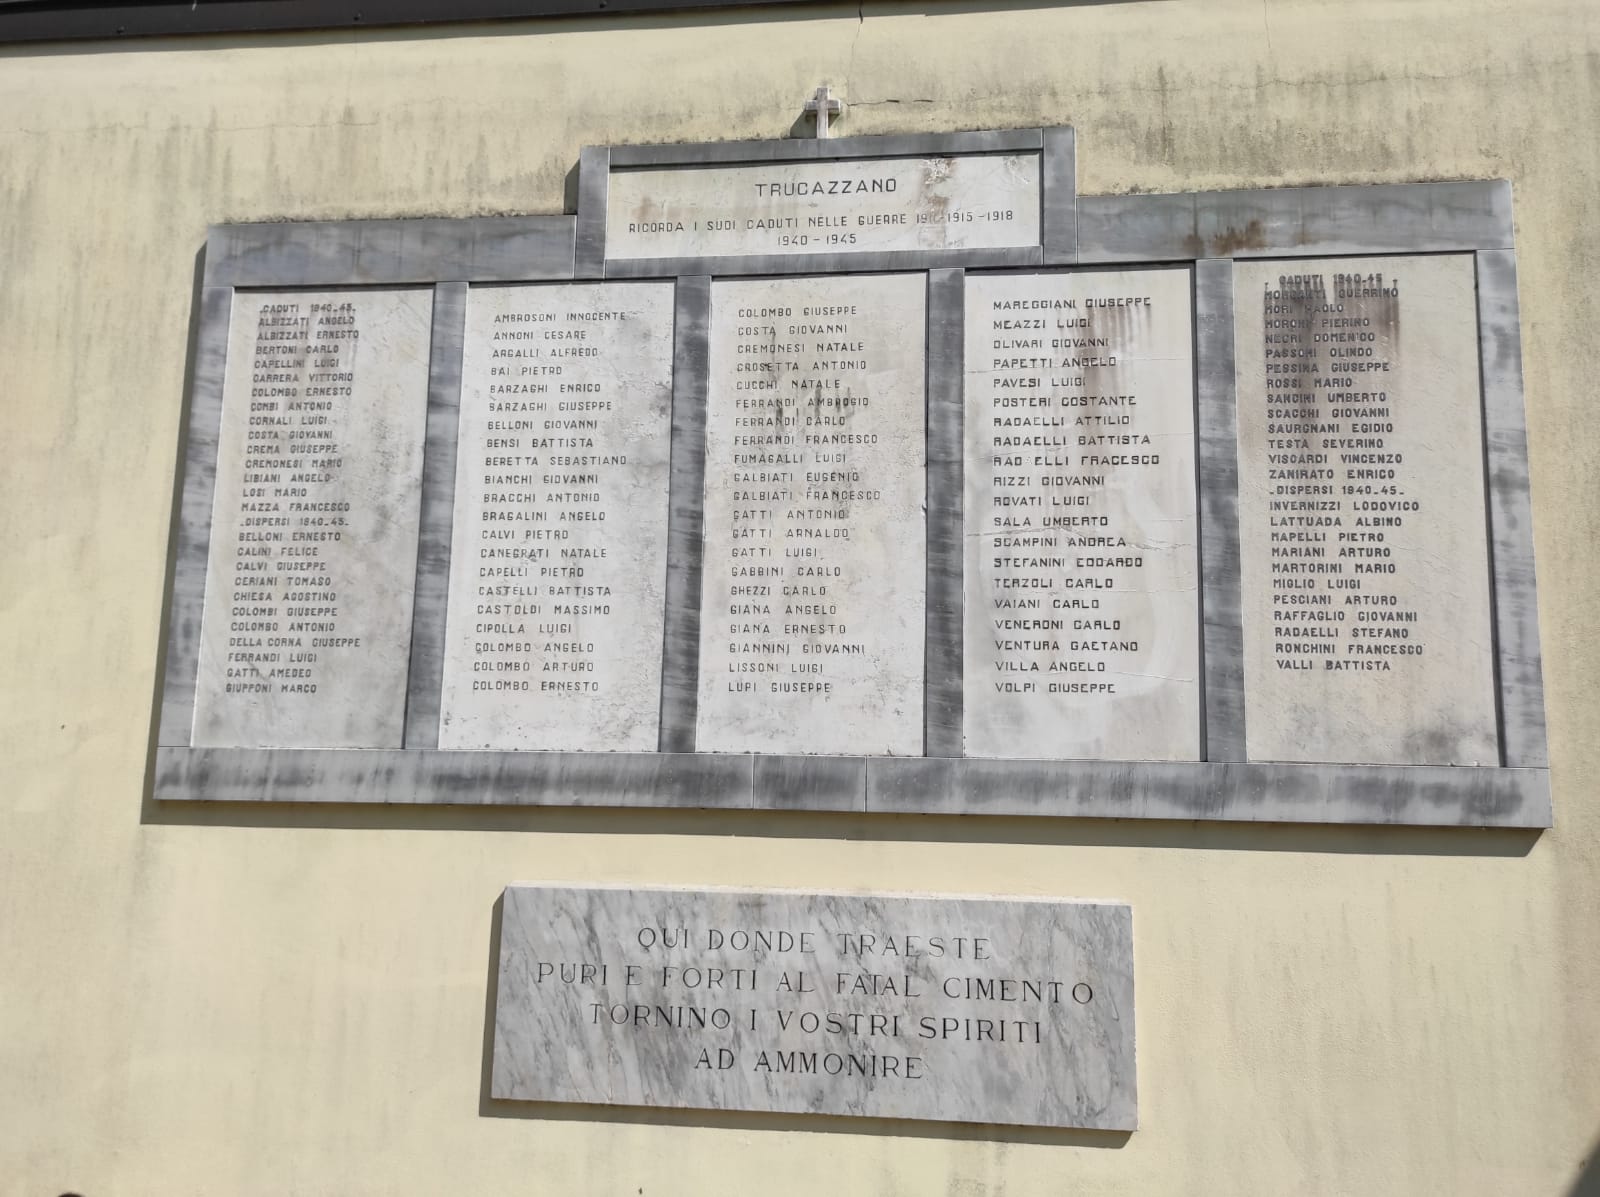 TRUCAZZANO
RICORDA I SUOI CADUTI NELLE GUERRE 1915-1918
1940-1945
CADUTI 1940-45
ALBIZZATI ANGELO
ALBIZZATI ERNESTO
BERTONI CARLO
CAPELLINI LUIGI
CARRERA VITTORIO
COLOMBO ERNESTO
COMBI ANTONIO
CORNALI LUIGI
COSTA GIOVANNI
CREMA GIUSEPPE
CREMONESI MARIO
LIBIANI ANGELO
LOSI MARIO
MAZZA FRANCESCO
-DISPERSI 1940-45-
BELLONI ERNESTO
CALINI FELICE
CALVI GIUSEPPE
CERIANI TOMASO
CHIESA AGOSTINO
COLOMBI GIUSEPPE
COLOMBO ANTONIO
DELLA CORNA GIUSEPPE
FERRANDI LUIGI
GATTI AMEDEO
GIUPPONI MARCO
AMBROSONI INNOCENTE
ANNONI CESARE
ARGALLI ALFREDO
BAI PIETRO
BARZAGHI ENRICO
BARZAGHI GIUSEPPE
BELLONI GIOVANNI
BENSI BATTISTA
BERETTA SEBASTIANO
BIANCHI GIOVANNI
BRACCHI ANTONIO
BRAGALINI ANGELO
CALVI PIETRO
CANEGRATI NATALE
CAPELLI PIETRO
CASTELLI BATTISTA
CASTOLDI MASSIMO
CIPOLLA LUIGI
COLOMBO ANGELO
COLOMBO ARTURO
COLOMBO ERNESTO
COLOMBO GIUSEPPE
COSTA GIOVANNI
CREMONESI NATALE
CROSETTA ANTONIO
CUCCHI NATALE
FERRANDI AMBROGIO
FERRANDI CARLO
FERRANDI FRANCESCO
FUMAGALLI LUIGI
GALBIATI EUGENIO
GALBIATI FRANCESCO
GATTI ANTONIO
GATTI ARNALDO
GATTI LUIGI
GABBINI CARLO
GHEZZI CARLO
GIANA ANGELO
GIANA ERNESTO
GIANNINI GIOVANNI
LISSONI LUIGI
LUPI GIUSEPPE
MAREGGIANI GIUSEPPE
MEAZZI LUIGI
OLIVARI GIOVANNI
PAPETTI ANGELO
PAVESI LUIGI
POSTERI COSTANTE
RADAELLI ATTILIO
RADAELLI BATTISTA
RAD ELLI FRACESCO
RIZZI GIOVANNI
ROVATI LUIGI
SALA UMBERTO
SCAMPINI ANDREA
STEFANINI EDOARDO
TERZOLI CARLO
VAIANI CARLO
VENERONI CARLO
VENTURA GAETANO
VILLA ANGELO
VOLPI GIUSEPPE
CADUTI 1940-45
GUERRINO
MORI PAOLO
MORONI PIERINO
NEGRI DOMENICO
PASSONI OLINDO
PESSINA GIUSEPPE
ROSSI MARIO
SANCINI UMBERTO
SCACCHI GIOVANNI
SAURGNANI EGIDIO
TESTA SEVERINO
VISCARDI VINCENZO
ZANIRATO ENRICO
-DISPERSI 1940-45-
INVERNIZZI LODOVICO
LATTUADA ALBINO
MAPELLI PIETRO
MARIANI ARTURO
MARTORINI MARIO
MIGLIO LUIGI
PESCIANI ARTURO
RAFFAGLIO GIOVANNI
RADAELLI STEFANO
RONCHINI FRANCESCO
VALLI BATTISTA
QUI DONDE TRAESTE
PURI E FORTI AL FATAL CIMENTO
TORNINO I VOSTRI SPIRITI
AD AMMONIRE